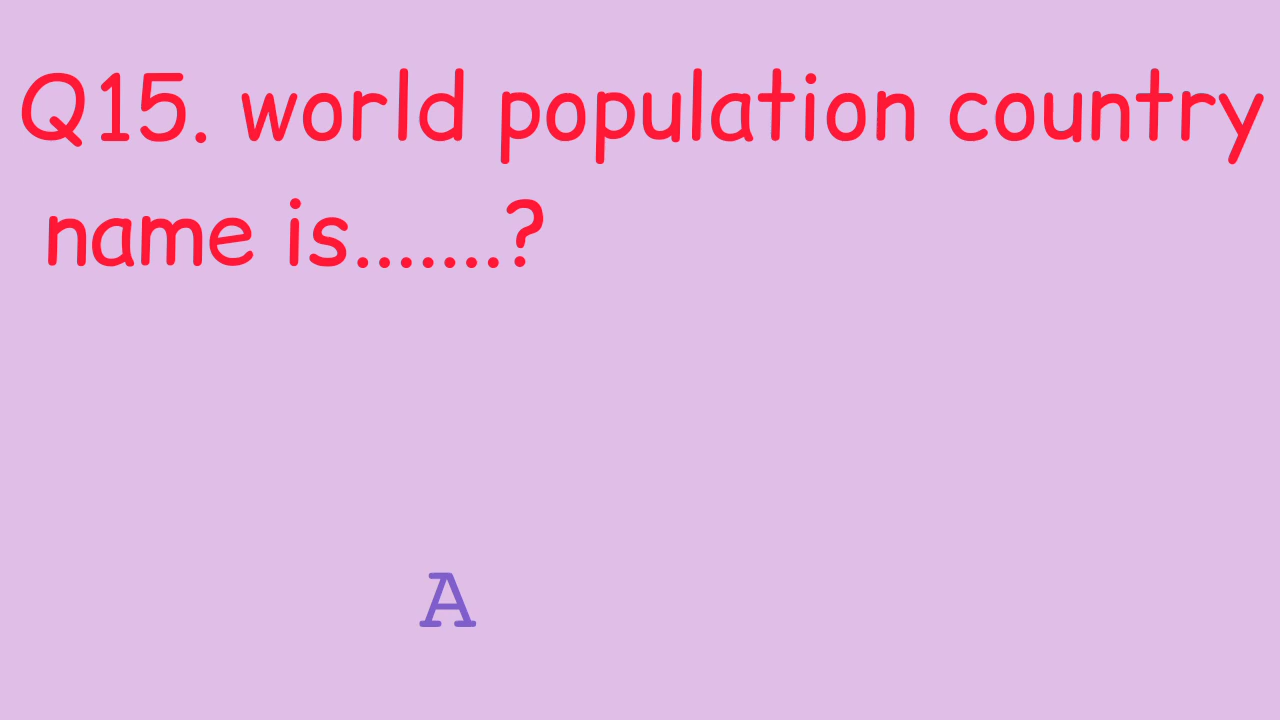 Q15. world population country
name is.......?
A